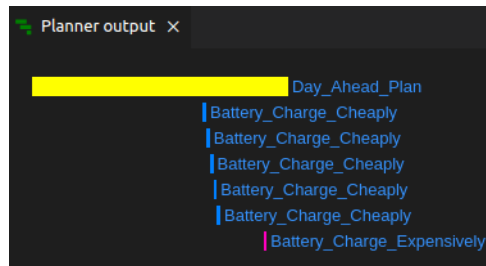 Planner output
Day_Ahead_Plan
Battery_Charge_Cheaply
Battery_Charge_Cheaply
Battery_Charge_Cheaply
Battery_Charge_Cheaply
Battery_Charge_Cheaply
Battery_Charge_Expensively